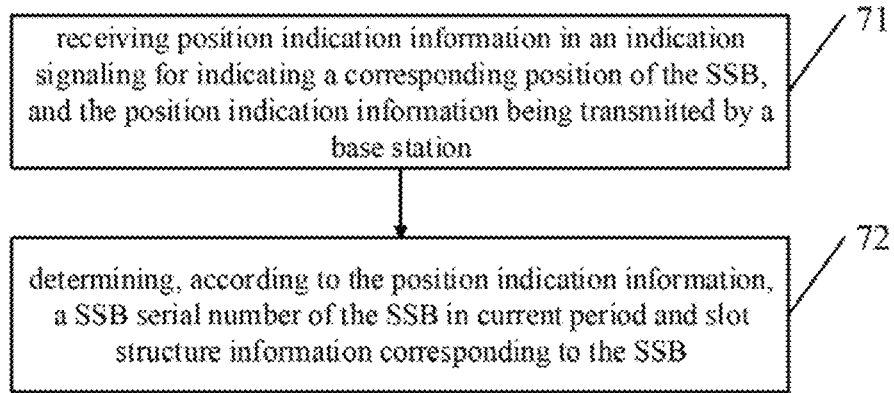 receiving position indication information in an indication
71
signaling for indicating a corresponding position of the SSB,
and the position indication information being transmitted by a
base station
72
determining, according to the position indication information,
a SSB serial number of the SSB in current period and slot
structure information corresponding to the SSB